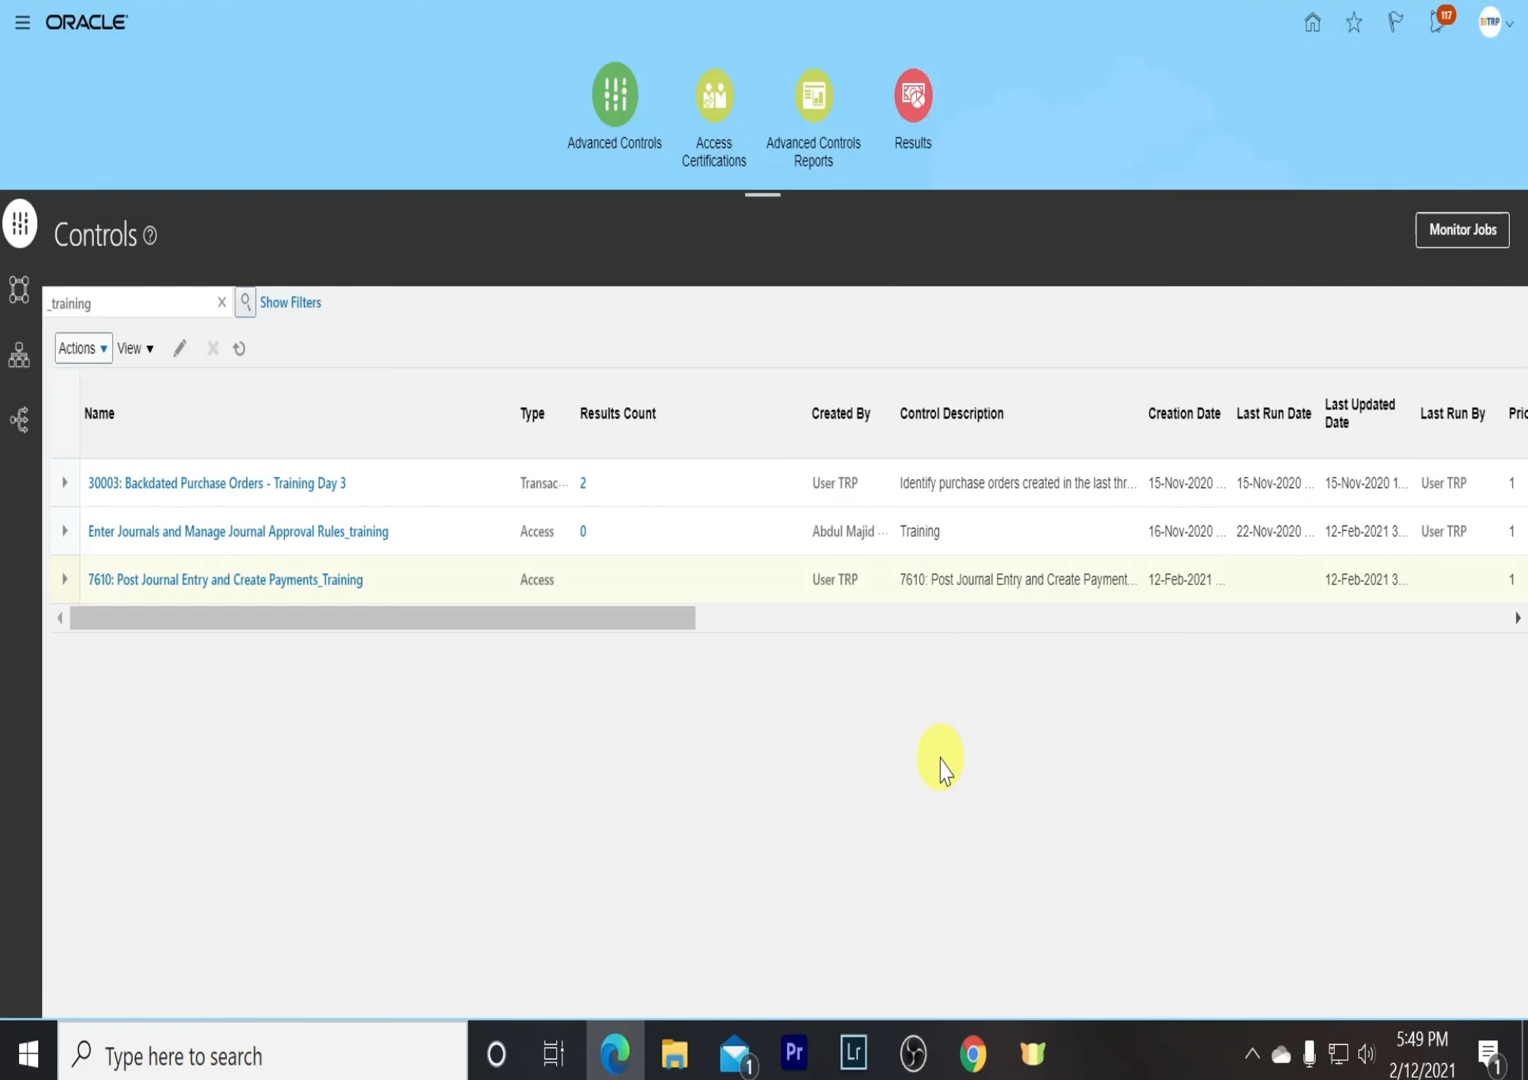 ORACLE
117
TRP
Advanced Controls
Access Certifications
Advanced Controls Reports
Results
Controls
Monitor Jobs
_training
X
Show Filters
Actions View
Name Type Results Count Created By Control Description Creation Date Last Run Date Last Updated Date Last Run By Pric
30003: Backdated Purchase Orders - Training Day 3 Transac... 2 User TRP Identify purchase orders created in the last thr... 15-Nov-2020 ... 15-Nov-2020 ... 15-Nov-2020 1... User TRP 1
Enter Journals and Manage Journal Approval Rules_training Access 0 Abdul Majid ... Training 16-Nov-2020 ... 22-Nov-2020 ... 12-Feb-2021 3... User TRP 1
7610: Post Journal Entry and Create Payments_Training Access User TRP 7610: Post Journal Entry and Create Payment... 12-Feb-2021 ... 12-Feb-2021 3... 1
Type here to search
1
Pr
Lr
5:49 PM
2/12/2021
1